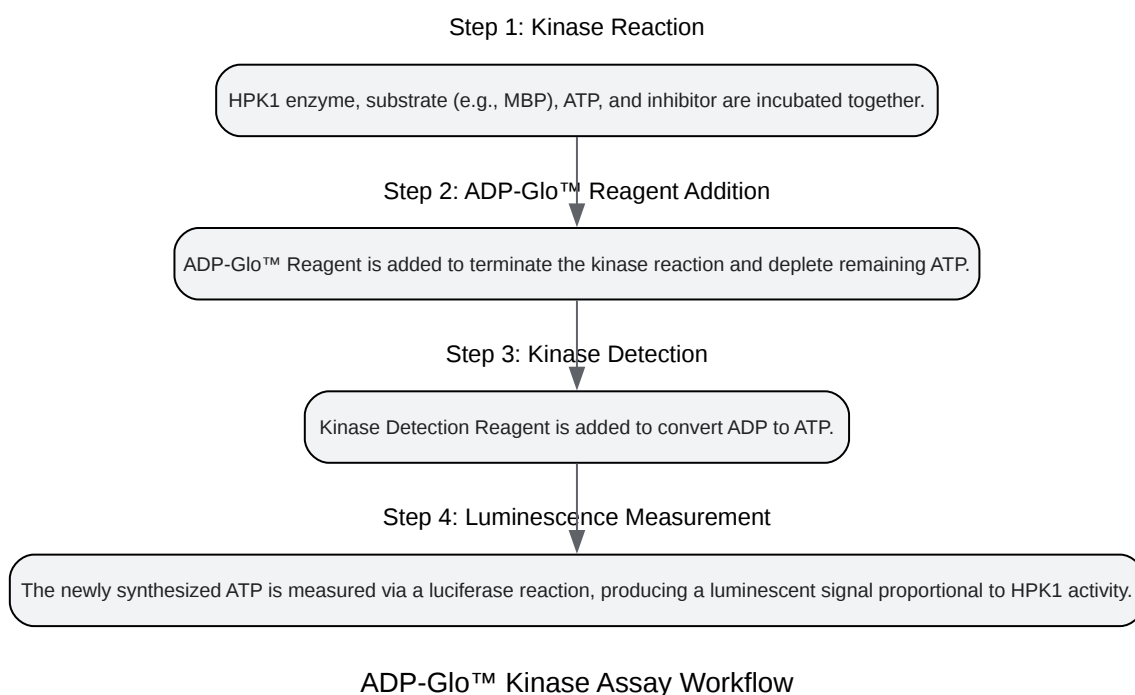 Step 1: Kinase Reaction
HPK1 enzyme, substrate (e.g., MBP), ATP, and inhibitor are incubated together.
Step 2: ADP-Glo™ Reagent Addition
ADP-Glo™ Reagent is added to terminate the kinase reaction and deplete remaining ATP.
Step 3: Kinase Detection
Kinase Detection Reagent is added to convert ADP to ATP.
Step 4: Luminescence Measurement
The newly synthesized ATP is measured via a luciferase reaction, producing a luminescent signal proportional to HPK1 activity.
ADP-Glo™ Kinase Assay Workflow